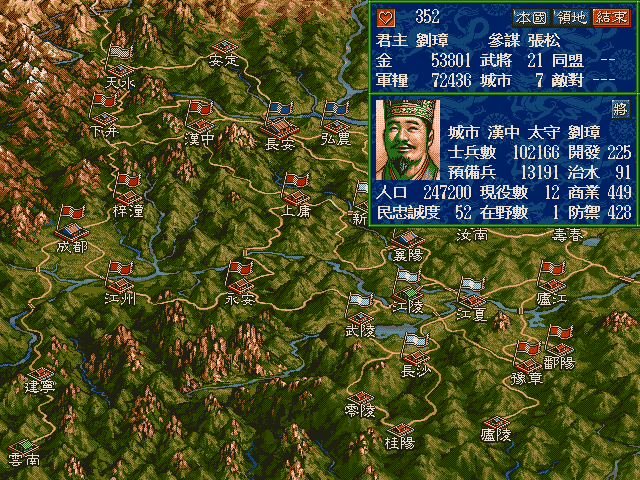 352 本國 領地 結束
君主 劉璋 參謀 張松
金 53801 武將 21 同盟 --
軍糧 72436 城市 7 敵對 ---
將
城市 漢中 太守 劉璋
士兵數 102166 開發 225
預備兵 13191 治水 91
人口 247200 現役數 12 商業 449
民忠誠度 52 在野數 1 防禦 428
安定
天水
下弁
漢中
長安
弘農
梓潼
上庸
新
汝南
壽春
成都
襄陽
江州
永安
江陵
江夏
廬江
武陵
長沙
鄱陽
豫章
建寧
零陵
桂陽
廬陵
雲南